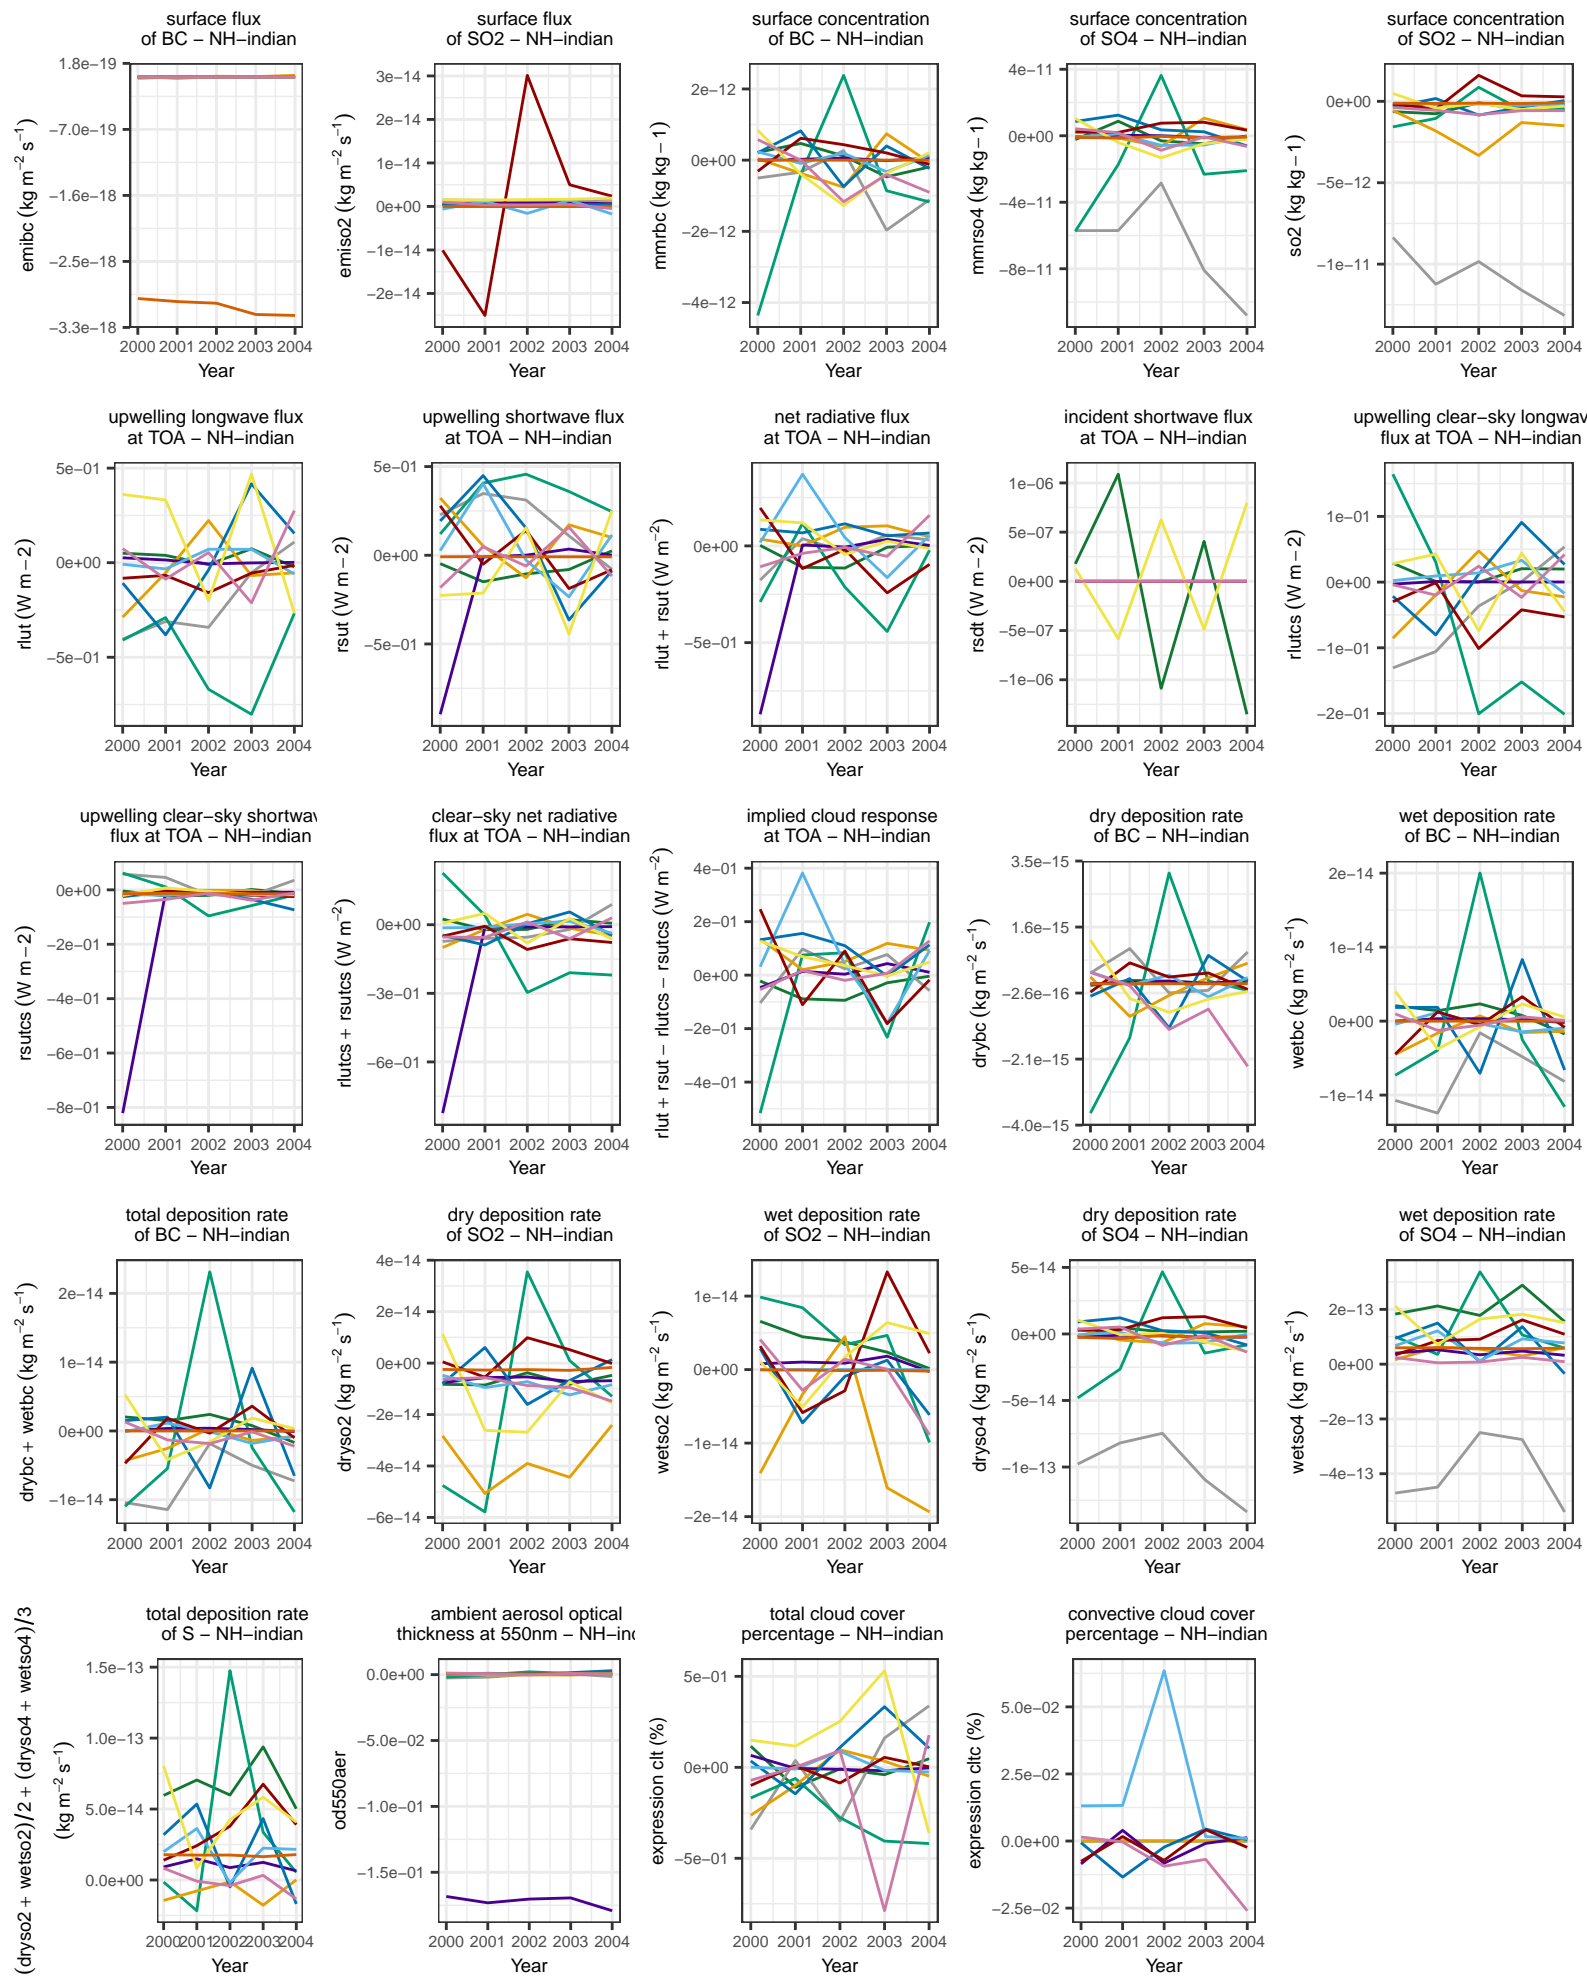 surface flux
of BC − NH−indian
surface flux
of SO2 − NH−indian
surface concentration
of BC − NH−indian
surface concentration
of SO4 − NH−indian
surface concentration
of SO2 − NH−indian
emibc (kg m−2 s−1)
1.8e−19
−7.0e−19
−1.6e−18
−2.5e−18
−3.3e−18
2000 2001 2002 2003 2004
Year
emiso2 (kg m−2 s−1)
3e−14
2e−14
1e−14
0e+00
−1e−14
−2e−14
2000 2001 2002 2003 2004
Year
mmrbc (kg kg−1)
2e−12
0e+00
−2e−12
−4e−12
2000 2001 2002 2003 2004
Year
mmrso4 (kg kg−1)
4e−11
0e+00
−4e−11
−8e−11
2000 2001 2002 2003 2004
Year
so2 (kg kg−1)
0e+00
−5e−12
−1e−11
2000 2001 2002 2003 2004
Year
upwelling longwave flux
at TOA − NH−indian
upwelling shortwave flux
at TOA − NH−indian
net radiative flux
at TOA − NH−indian
incident shortwave flux
at TOA − NH−indian
upwelling clear−sky longwav
flux at TOA − NH−indian
rlut (W m−2)
5e−01
0e+00
−5e−01
2000 2001 2002 2003 2004
Year
rsut (W m−2)
5e−01
0e+00
−5e−01
2000 2001 2002 2003 2004
Year
rlut + rsut (W m−2)
0e+00
−5e−01
2000 2001 2002 2003 2004
Year
rsdt (W m−2)
1e−06
5e−07
0e+00
−5e−07
−1e−06
2000 2001 2002 2003 2004
Year
rlutcs (W m−2)
1e−01
0e+00
−1e−01
−2e−01
2000 2001 2002 2003 2004
Year
upwelling clear−sky shortwav
flux at TOA − NH−indian
clear−sky net radiative
flux at TOA − NH−indian
implied cloud response
at TOA − NH−indian
dry deposition rate
of BC − NH−indian
wet deposition rate
of BC − NH−indian
rsutcs (W m−2)
0e+00
−2e−01
−4e−01
−6e−01
−8e−01
2000 2001 2002 2003 2004
Year
rlutcs + rsutcs (W m−2)
0e+00
−3e−01
−6e−01
2000 2001 2002 2003 2004
Year
rlut + rsut − rlutcs − rsutcs (W m−2)
4e−01
2e−01
0e+00
−2e−01
−4e−01
2000 2001 2002 2003 2004
Year
drybc (kg m−2 s−1)
3.5e−15
1.6e−15
−2.6e−16
−2.1e−15
−4.0e−15
2000 2001 2002 2003 2004
Year
wetbc (kg m−2 s−1)
2e−14
1e−14
0e+00
−1e−14
2000 2001 2002 2003 2004
Year
total deposition rate
of BC − NH−indian
dry deposition rate
of SO2 − NH−indian
wet deposition rate
of SO2 − NH−indian
dry deposition rate
of SO4 − NH−indian
wet deposition rate
of SO4 − NH−indian
drybc + wetbc (kg m−2 s−1)
2e−14
1e−14
0e+00
−1e−14
2000 2001 2002 2003 2004
Year
dryso2 (kg m−2 s−1)
4e−14
2e−14
0e+00
−2e−14
−4e−14
−6e−14
2000 2001 2002 2003 2004
Year
wetso2 (kg m−2 s−1)
1e−14
0e+00
−1e−14
−2e−14
2000 2001 2002 2003 2004
Year
dryso4 (kg m−2 s−1)
5e−14
0e+00
−5e−14
−1e−13
2000 2001 2002 2003 2004
Year
wetso4 (kg m−2 s−1)
2e−13
0e+00
−2e−13
−4e−13
2000 2001 2002 2003 2004
Year
total deposition rate
of S − NH−indian
ambient aerosol optical
thickness at 550nm − NH−ind
total cloud cover
percentage − NH−indian
convective cloud cover
percentage − NH−indian
(dryso2 + wetso2)/2 + (dryso4 + wetso4)/3
(kg m−2 s−1)
1.5e−13
1.0e−13
5.0e−14
0.0e+00
2000 2001 2002 2003 2004
Year
od550aer
0.0e+00
−5.0e−02
−1.0e−01
−1.5e−01
2000 2001 2002 2003 2004
Year
expression clt (%)
5e−01
0e+00
−5e−01
2000 2001 2002 2003 2004
Year
expression cltc (%)
5.0e−02
2.5e−02
0.0e+00
−2.5e−02
2000 2001 2002 2003 2004
Year